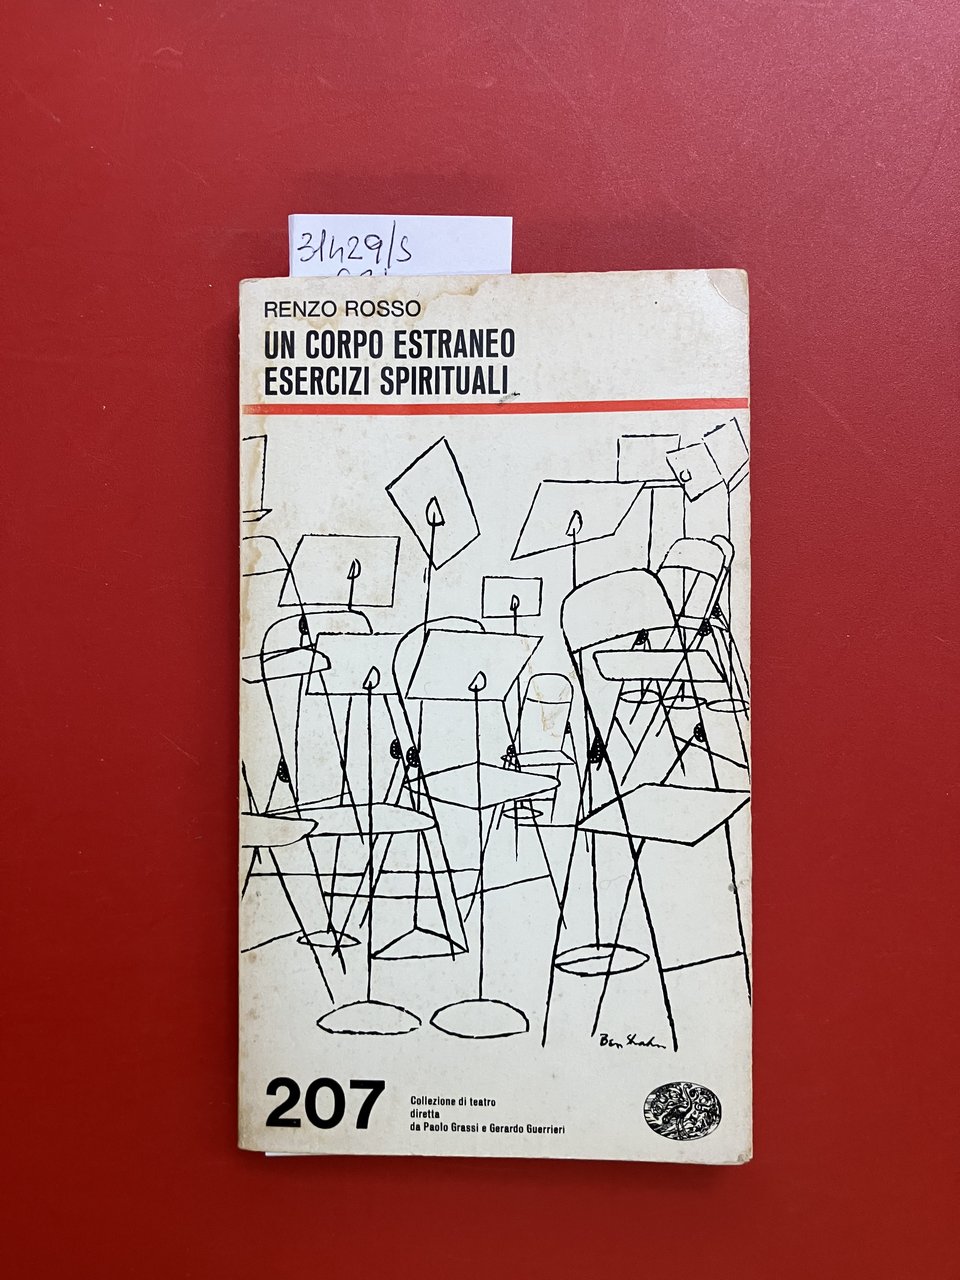 31429/S
RENZO ROSSO
UN CORPO ESTRANEO
ESERCIZI SPIRITUALI
Ben Shahn
207
Collezione di teatro
diretta
da Paolo Grassi e Gerardo Guerrieri